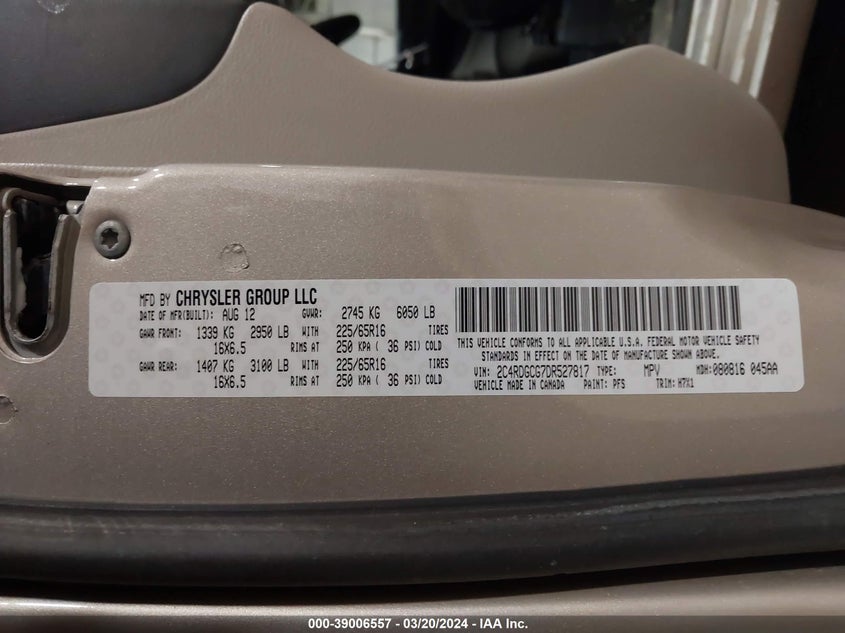 MFD BY CHRYSLER GROUP LLC
DATE OF MFR(BUILT): AUG 12 GVWR: 2745 KG 6050 LB
GAWR FRONT: 1339 KG 2950 LB WITH 225/65R16 TIRES
16X6.5 RIMS AT 250 KPA ( 36 PSI) COLD
GAWR REAR: 1407 KG 3100 LB WITH 225/65R16 TIRES
16X6.5 RIMS AT 250 KPA ( 36 PSI) COLD
THIS VEHICLE CONFORMS TO ALL APPLICABLE U.S.A. FEDERAL MOTOR VEHICLE SAFETY
STANDARDS IN EFFECT ON THE DATE OF MANUFACTURE SHOWN ABOVE.
VIN: 2C4RDGCG7DR527817 TYPE: MPV MDH: 080816 045AA
VEHICLE MADE IN CANADA PAINT: PFS TRIM: H7X1
000-39006557 - 03/20/2024 - IAA Inc.